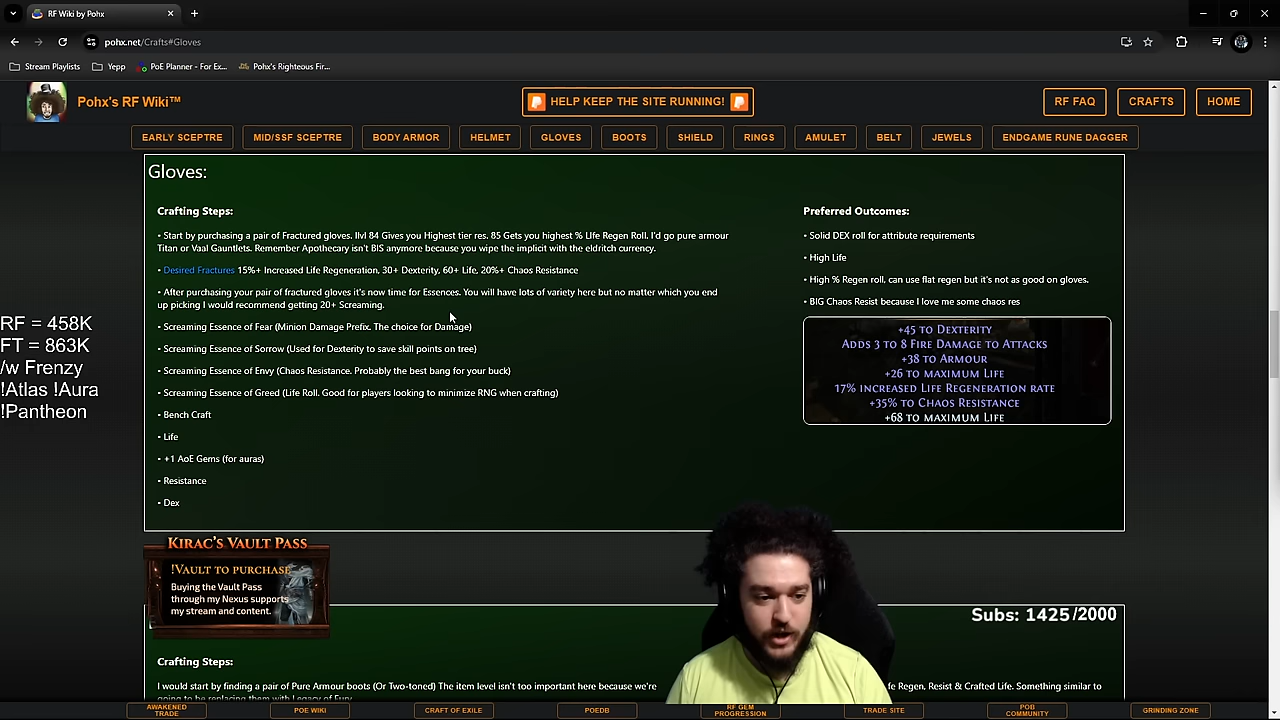 RF Wiki by Pohx
pohx.net/Crafts#Gloves
Stream Playlists
Yepp
PoE Planner - For Ex...
Pohx's Righteous Fir...
Pohx's RF Wiki™
HELP KEEP THE SITE RUNNING!
RF FAQ
CRAFTS
HOME
EARLY SCEPTRE
MID/SSF SCEPTRE
BODY ARMOR
HELMET
GLOVES
BOOTS
SHIELD
RINGS
AMULET
BELT
JEWELS
ENDGAME RUNE DAGGER
Gloves:
Crafting Steps:
• Start by purchasing a pair of Fractured gloves. Ilvl 84 Gives you Highest tier res. 85 Gets you highest % Life Regen Roll. I'd go pure armour
Titan or Vaal Gauntlets. Remember Apothecary isn't BIS anymore because you wipe the implicit with the eldritch currency.
• Desired Fractures 15%+ Increased Life Regeneration, 30+ Dexterity, 60+ Life, 20%+ Chaos Resistance
• After purchasing your pair of fractured gloves it's now time for Essences. You will have lots of variety here but no matter which you end
up picking I would recommend getting 20+ Screaming.
• Screaming Essence of Fear (Minion Damage Prefix. The choice for Damage)
• Screaming Essence of Sorrow (Used for Dexterity to save skill points on tree)
• Screaming Essence of Envy (Chaos Resistance. Probably the best bang for your buck)
• Screaming Essence of Greed (Life Roll. Good for players looking to minimize RNG when crafting)
• Bench Craft
• Life
• +1 AoE Gems (for auras)
• Resistance
• Dex
Preferred Outcomes:
• Solid DEX roll for attribute requirements
• High Life
• High % Regen roll, can use flat regen but it's not as good on gloves.
• BIG Chaos Resist because I love me some chaos res
+45 TO DEXTERITY
ADDS 3 TO 8 FIRE DAMAGE TO ATTACKS
+38 TO ARMOUR
+26 TO MAXIMUM LIFE
17% INCREASED LIFE REGENERATION RATE
+35% TO CHAOS RESISTANCE
+68 TO MAXIMUM LIFE
RF = 458K
FT = 863K
/w Frenzy
!Atlas !Aura
!Pantheon
KIRAC'S VAULT PASS
!VAULT TO PURCHASE
Buying the Vault Pass
through my Nexus supports
my stream and content.
Subs: 1425/2000
Crafting Steps:
I would start by finding a pair of Pure Armour boots (Or Two-toned) The item level isn't too important here because we're
going to be replacing them with Legacy of Fury
fe Regen, Resist & Crafted Life. Something similar to
AWAKENED TRADE
POE WIKI
CRAFT OF EXILE
POEDB
RF GEM PROGRESSION
TRADE SITE
POB COMMUNITY
GRINDING ZONE